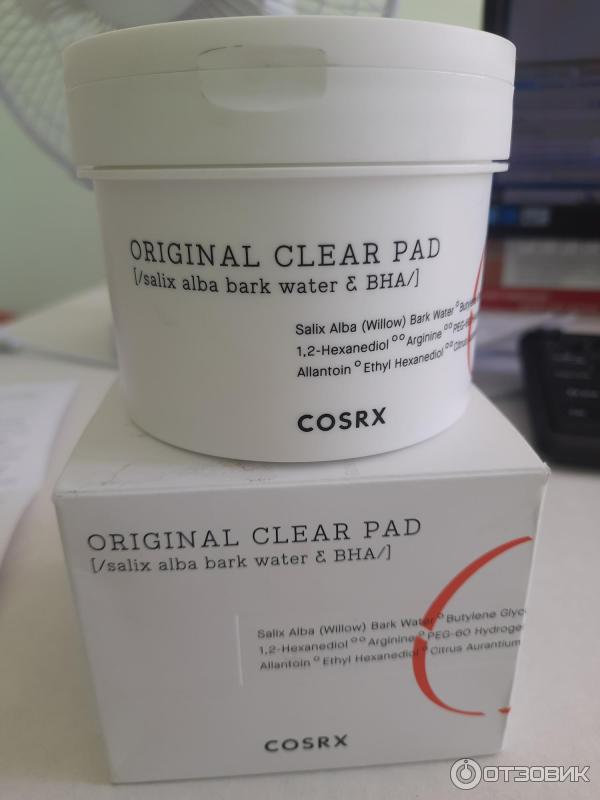 ORIGINAL CLEAR PAD
[/salix alba bark water & BHA/]
Salix Alba (Willow) Bark Water °
1,2-Hexanediol °° Arginine °°
Allantoin ° Ethyl Hexanediol °
COSRX
ORIGINAL CLEAR PAD
[/salix alba bark water & BHA/]
Salix Alba (Willow) Bark Water ° Butylene Glyc
1,2-Hexanediol °° Arginine ° PEG-60 Hydroge
Allantoin ° Ethyl Hexanediol ° Citrus Aurantium
COSRX
ОТЗОВИК